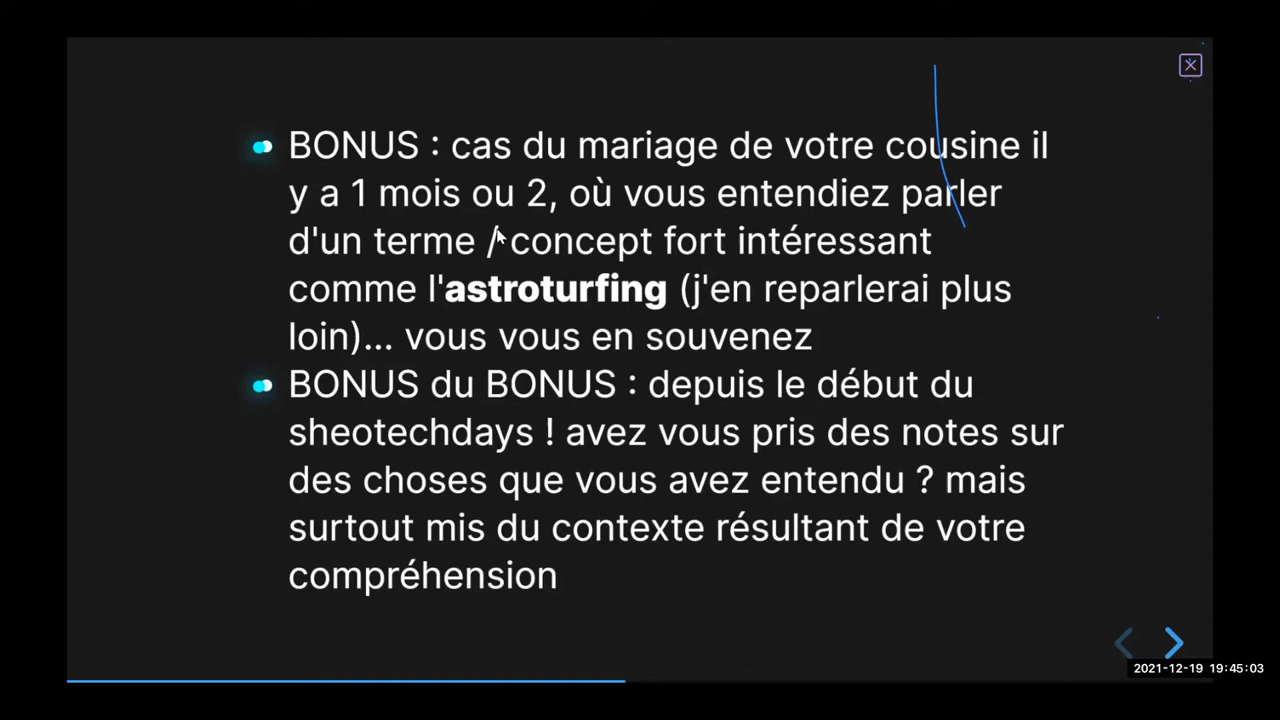 BONUS : cas du mariage de votre cousine il
y a 1 mois ou 2, où vous entendiez parler
d'un terme / concept fort intéressant
comme l'astroturfing (j'en reparlerai plus
loin)... vous vous en souvenez
BONUS du BONUS : depuis le début du
sheotechdays ! avez vous pris des notes sur
des choses que vous avez entendu ? mais
surtout mis du contexte résultant de votre
compréhension
2021-12-19 19:45:03